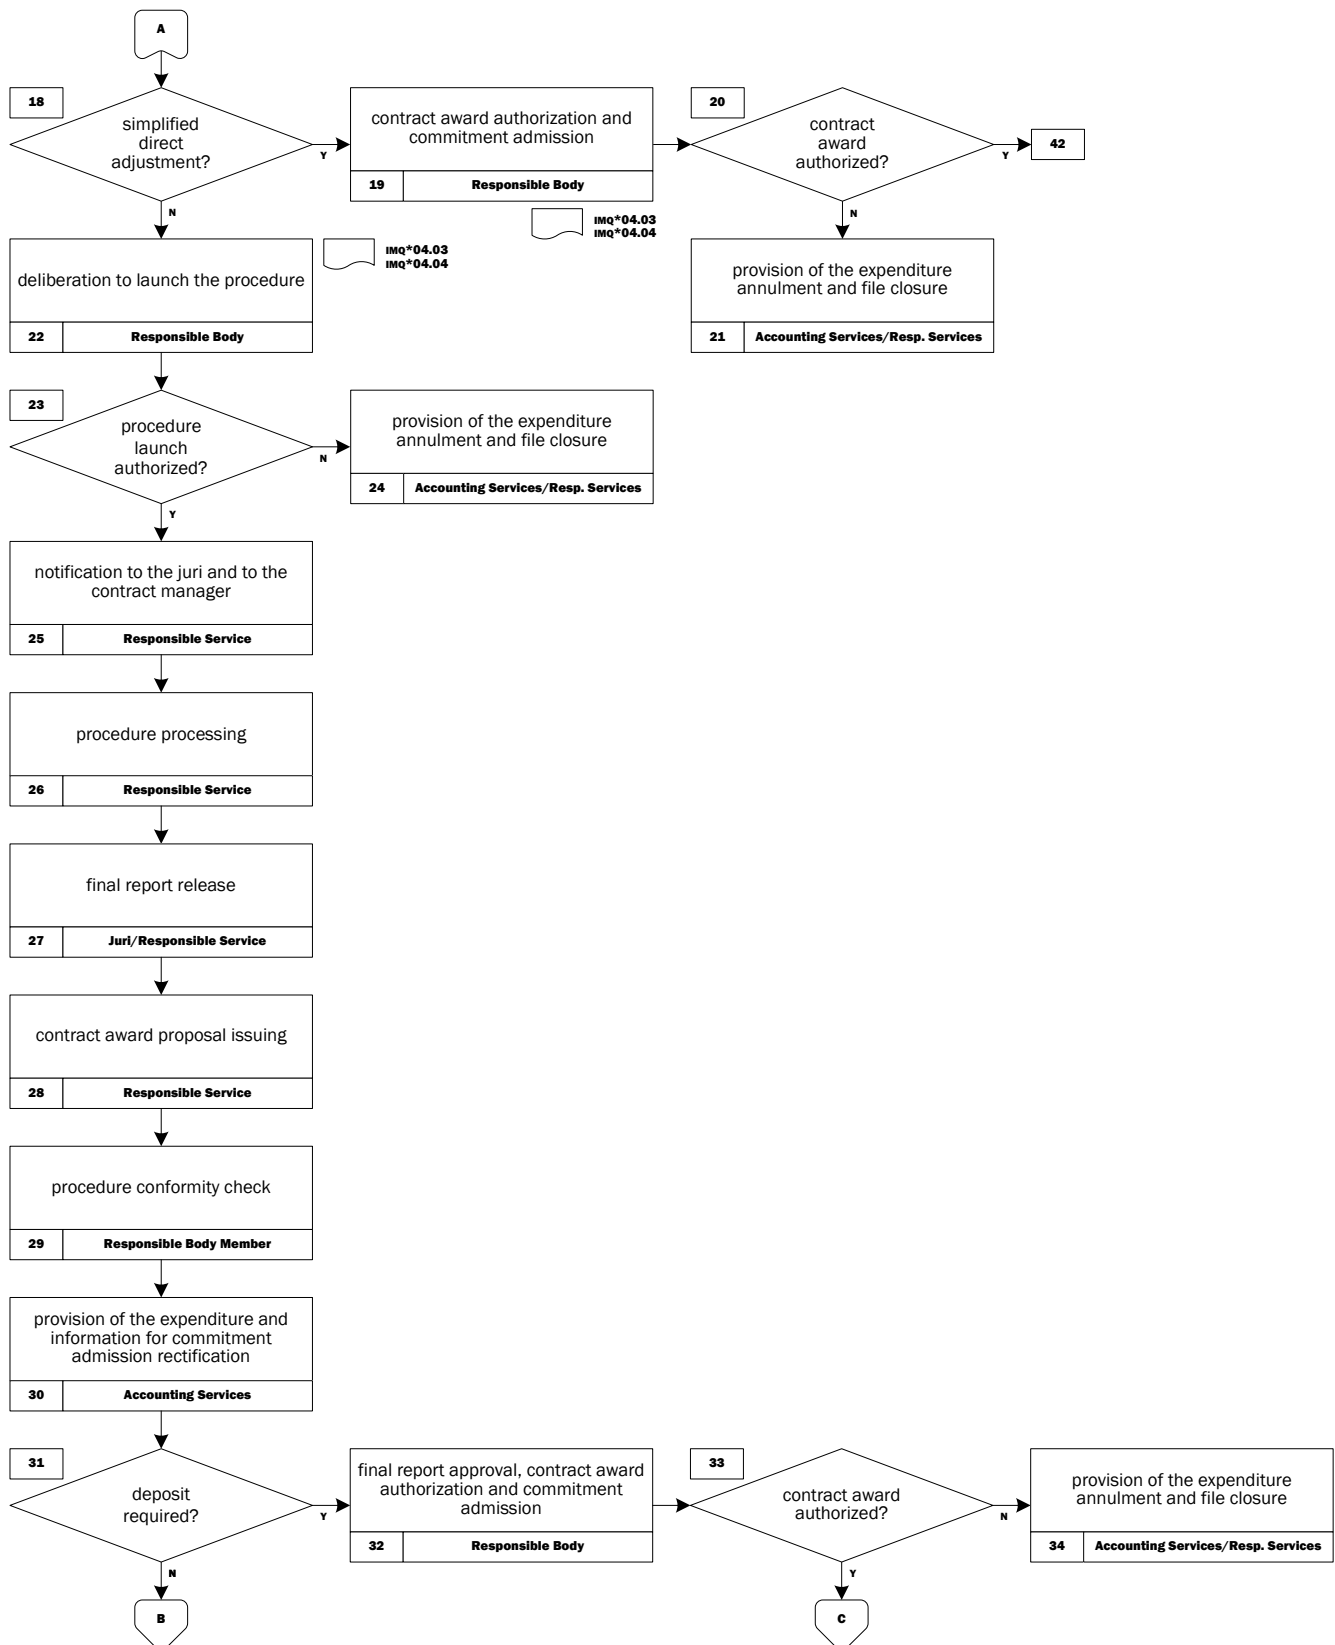 A
18
simplified
direct
adjustment?
Y
N
contract award authorization and
commitment admission
19 Responsible Body
IMQ*04.03
IMQ*04.04
20
contract
award
authorized?
Y
42
N
deliberation to launch the procedure
22 Responsible Body
IMQ*04.03
IMQ*04.04
provision of the expenditure
annulment and file closure
21 Accounting Services/Resp. Services
23
procedure
launch
authorized?
N
Y
provision of the expenditure
annulment and file closure
24 Accounting Services/Resp. Services
notification to the juri and to the
contract manager
25 Responsible Service
procedure processing
26 Responsible Service
final report release
27 Juri/Responsible Service
contract award proposal issuing
28 Responsible Service
procedure conformity check
29 Responsible Body Member
provision of the expenditure and
information for commitment
admission rectification
30 Accounting Services
31
deposit
required?
Y
N
final report approval, contract award
authorization and commitment
admission
32 Responsible Body
33
contract award
authorized?
N
Y
provision of the expenditure
annulment and file closure
34 Accounting Services/Resp. Services
B
C